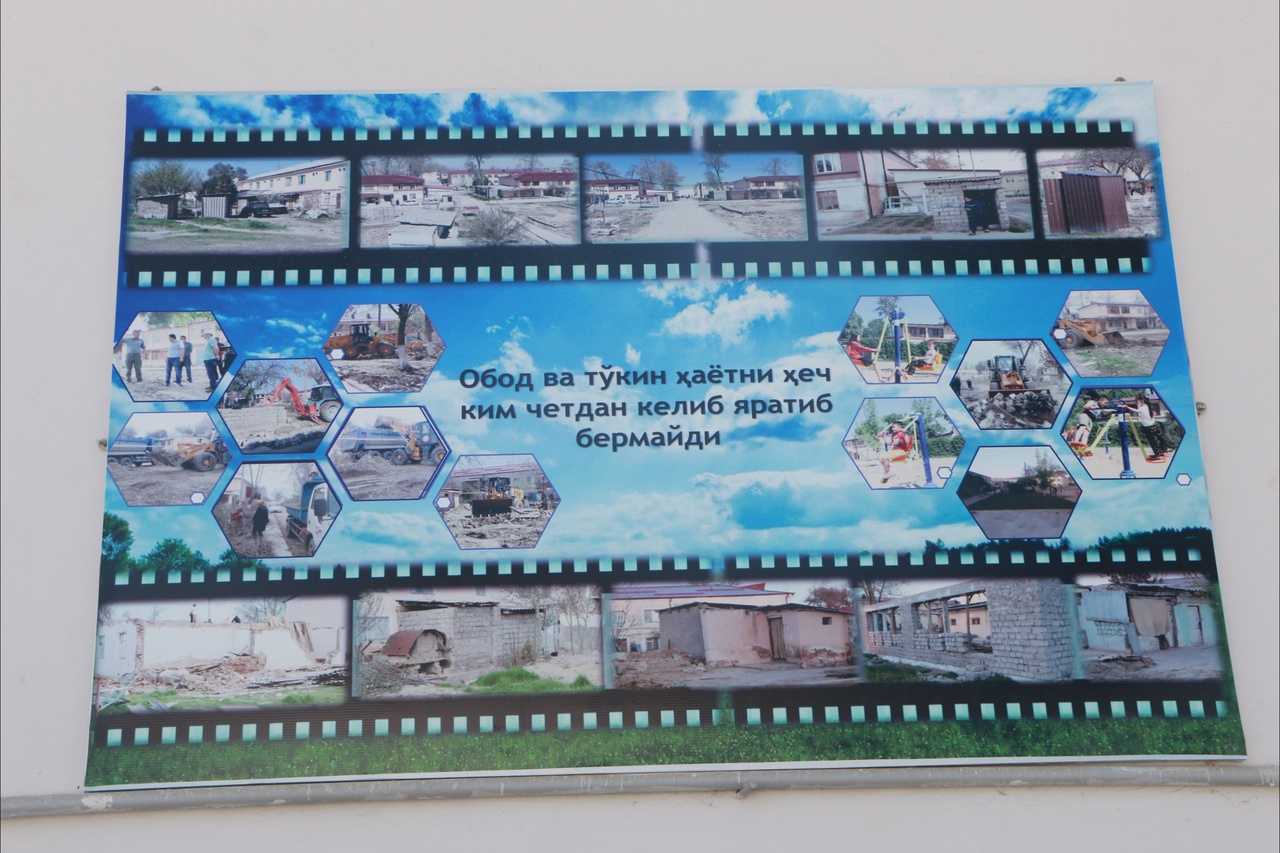 Обод ва тўкин ҳаётни ҳеч
ким четдан келиб яратиб
бермайди